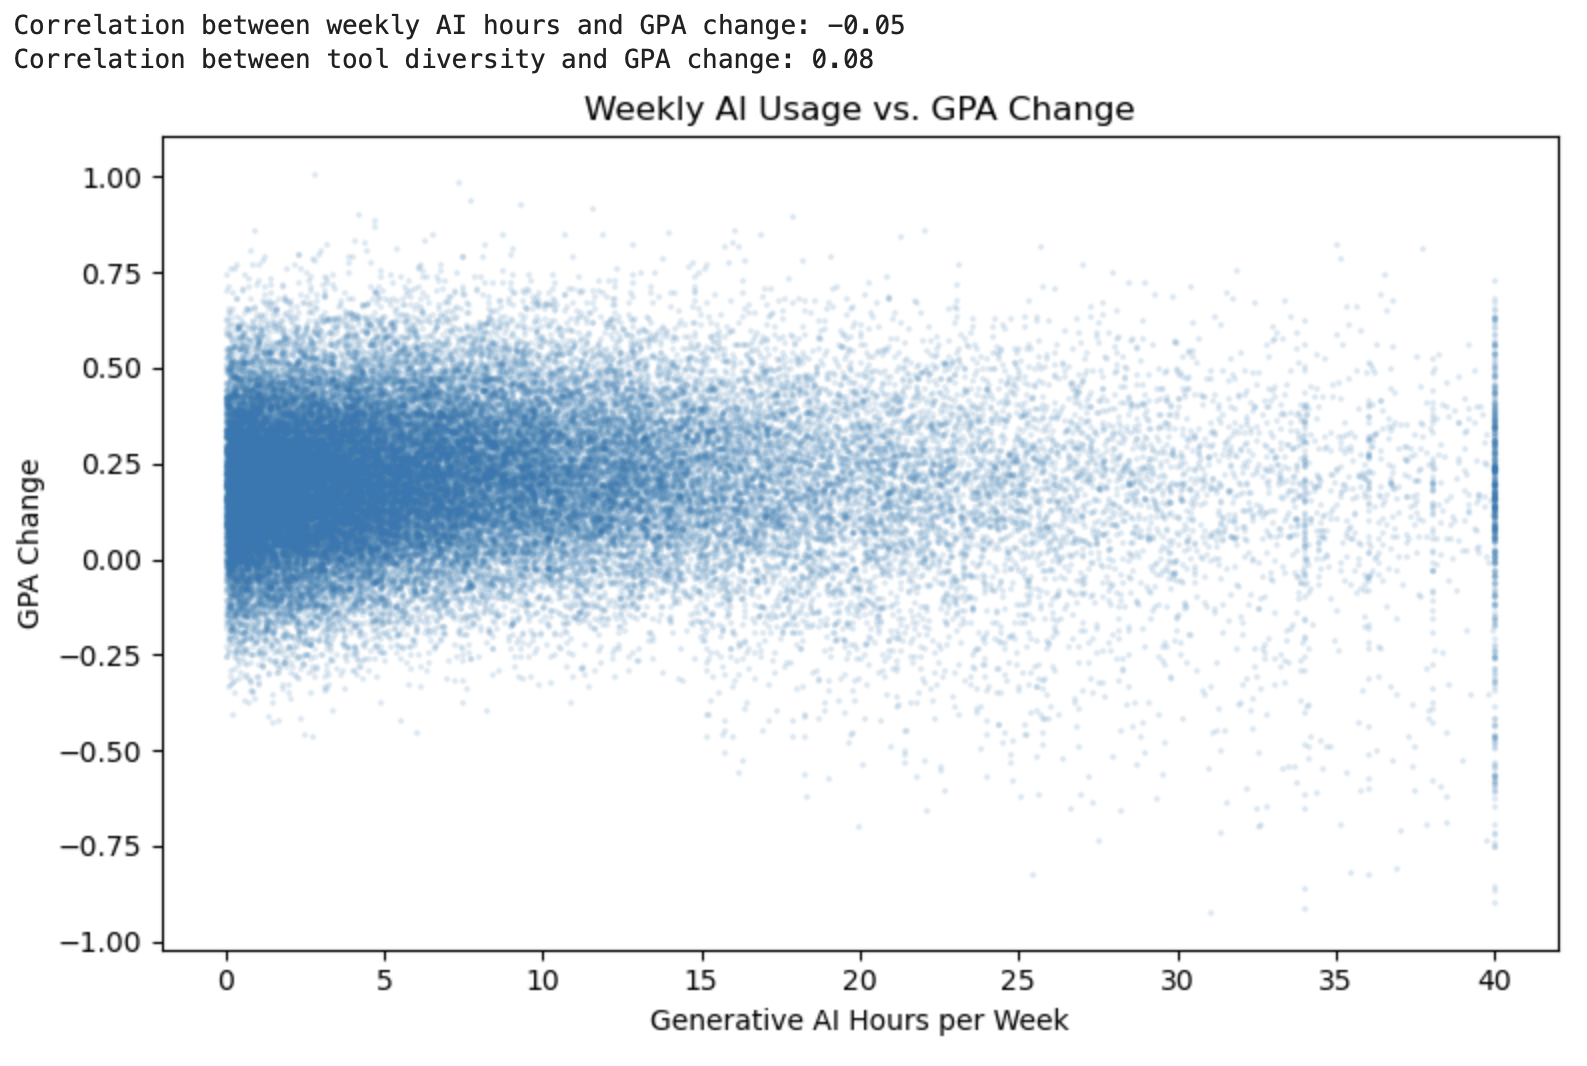 Correlation between weekly AI hours and GPA change: −0.05
Correlation between tool diversity and GPA change: 0.08
Weekly AI Usage vs. GPA Change
1.00
0.75
0.50
0.25
0.00
−0.25
−0.50
−0.75
−1.00
GPA Change
0 5 10 15 20 25 30 35 40
Generative AI Hours per Week